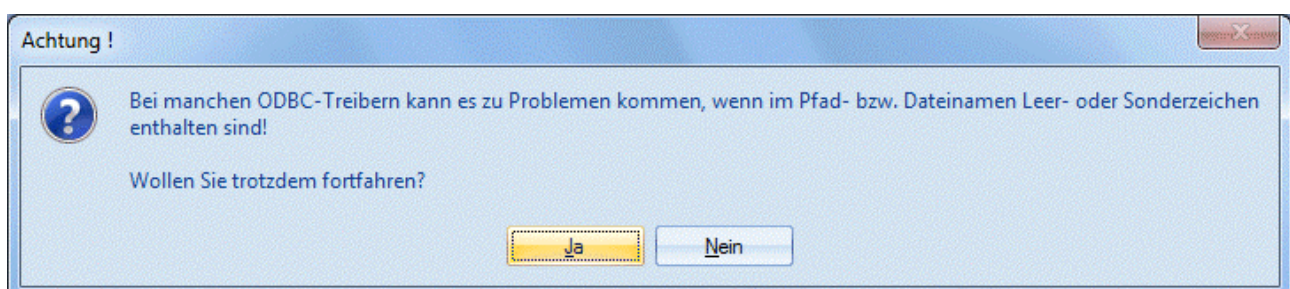 Achtung !
Bei manchen ODBC-Treibern kann es zu Problemen kommen, wenn im Pfad- bzw. Dateinamen Leer- oder Sonderzeichen
enthalten sind!
Wollen Sie trotzdem fortfahren?
Ja
Nein